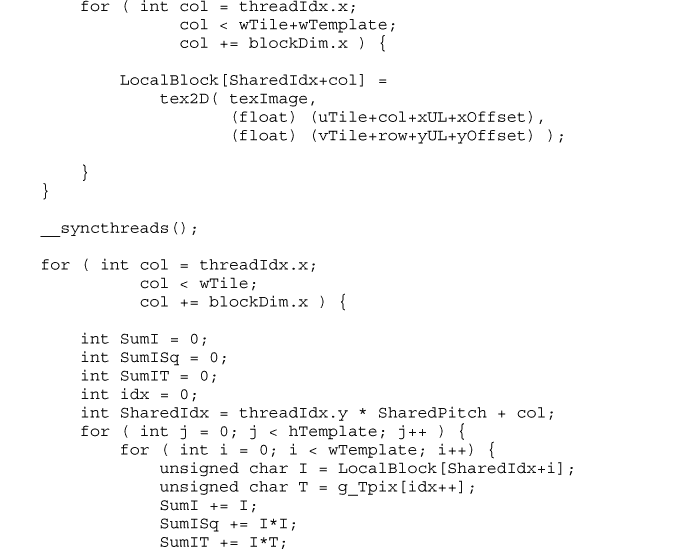 for ( int col = threadIdx.x;
col < wTile+wTemplate;
col += blockDim.x ) {
LocalBlock[SharedIdx+col] =
tex2D( texImage,
(float) (uTile+col+xUL+xOffset),
(float) (vTile+row+yUL+yOffset) );
}
}
__syncthreads();
for ( int col = threadIdx.x;
col < wTile;
col += blockDim.x ) {
int SumI = 0;
int SumISq = 0;
int SumIT = 0;
int idx = 0;
int SharedIdx = threadIdx.y * SharedPitch + col;
for ( int j = 0; j < hTemplate; j++ ) {
for ( int i = 0; i < wTemplate; i++) {
unsigned char I = LocalBlock[SharedIdx+i];
unsigned char T = g_Tpix[idx++];
SumI += I;
SumISq += I*I;
SumIT += I*T;